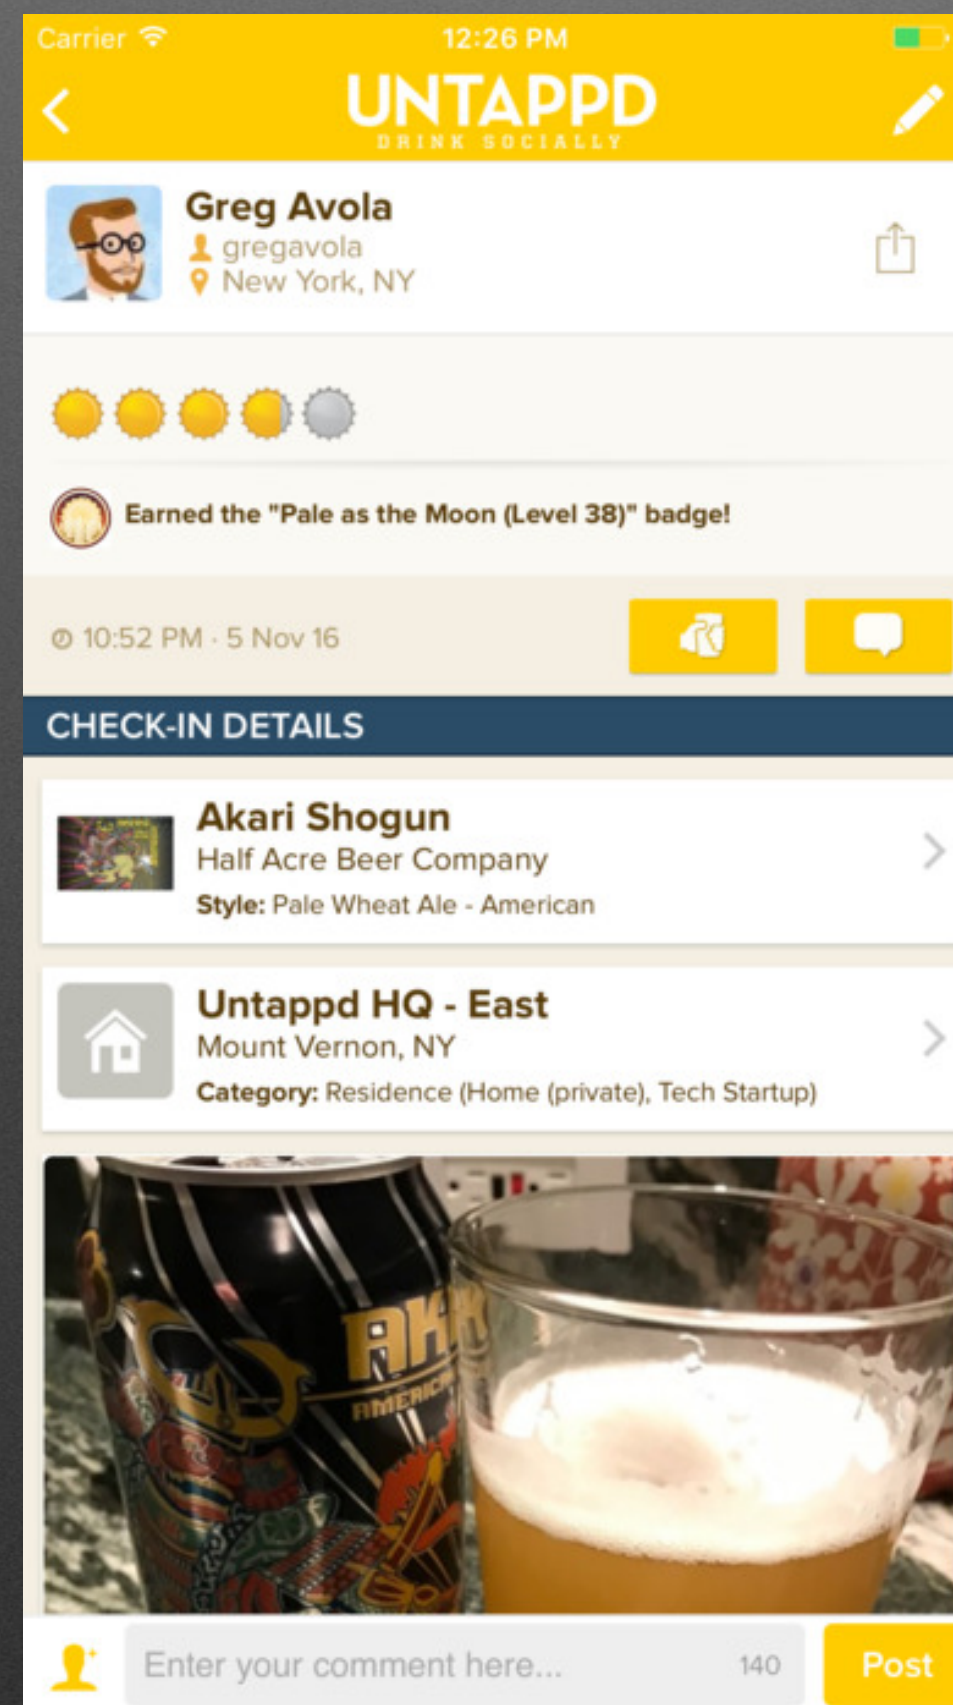 Carrier
12:26 PM
UNTAPPD
DRINK SOCIALLY
Greg Avola
gregavola
New York, NY
Earned the "Pale as the Moon (Level 38)" badge!
10:52 PM · 5 Nov 16
CHECK-IN DETAILS
Akari Shogun
Half Acre Beer Company
Style: Pale Wheat Ale - American
Untappd HQ - East
Mount Vernon, NY
Category: Residence (Home (private), Tech Startup)
Enter your comment here...
140
Post